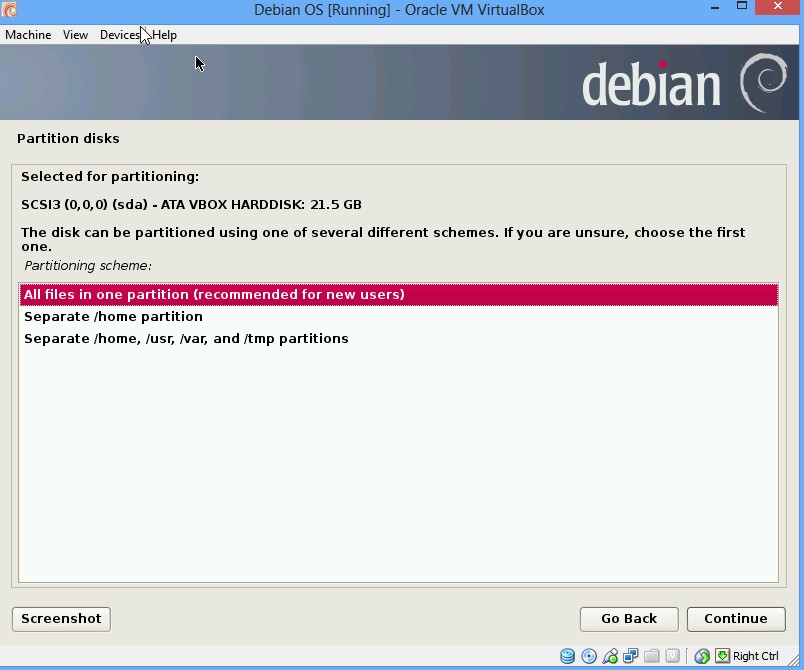 Debian OS [Running] - Oracle VM VirtualBox
Machine View Devices Help
debian
Partition disks
Selected for partitioning:
SCSI3 (0,0,0) (sda) - ATA VBOX HARDDISK: 21.5 GB
The disk can be partitioned using one of several different schemes. If you are unsure, choose the first
one.
Partitioning scheme:
All files in one partition (recommended for new users)
Separate /home partition
Separate /home, /usr, /var, and /tmp partitions
Screenshot Go Back Continue
Right Ctrl